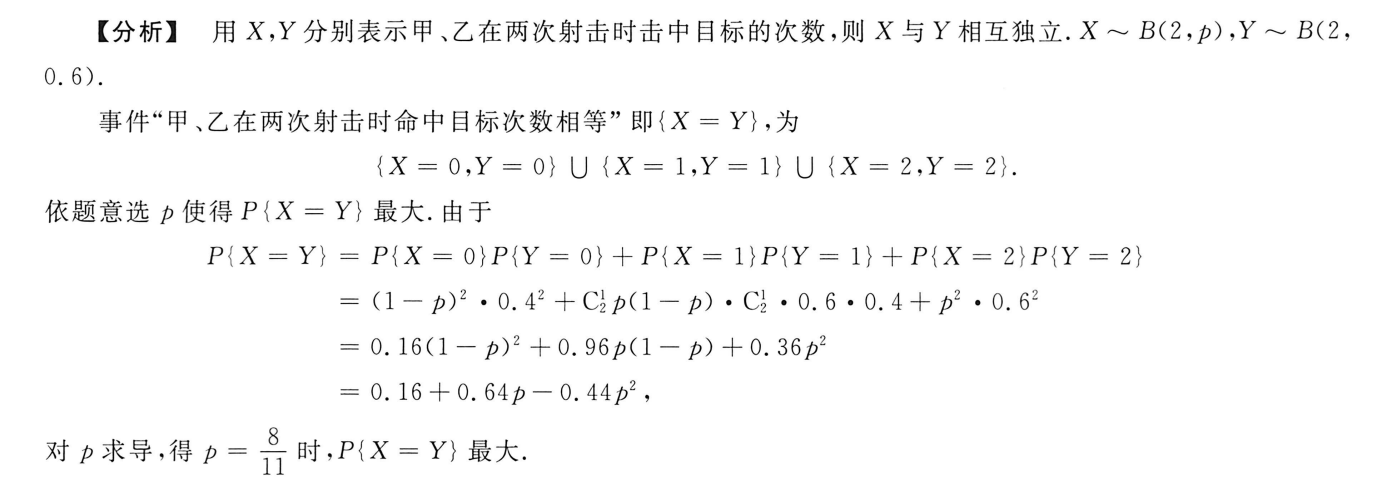 【分析】 用 X,Y 分别表示甲、乙在两次射击时击中目标的次数,则 X 与 Y 相互独立. X ~ B(2,p),Y ~ B(2,
0.6).
事件“甲、乙在两次射击时命中目标次数相等”即{X = Y},为
{X = 0,Y = 0} ∪ {X = 1,Y = 1} ∪ {X = 2,Y = 2}.
依题意选 p 使得 P{X = Y} 最大. 由于
P{X = Y} = P{X = 0}P{Y = 0} + P{X = 1}P{Y = 1} + P{X = 2}P{Y = 2}
= (1 − p)² • 0.4² + C₂¹ p(1 − p) • C₂¹ • 0.6 • 0.4 + p² • 0.6²
= 0.16(1 − p)² + 0.96p(1 − p) + 0.36p²
= 0.16 + 0.64p − 0.44p²,
对 p 求导,得 p = 8/11 时,P{X = Y} 最大.